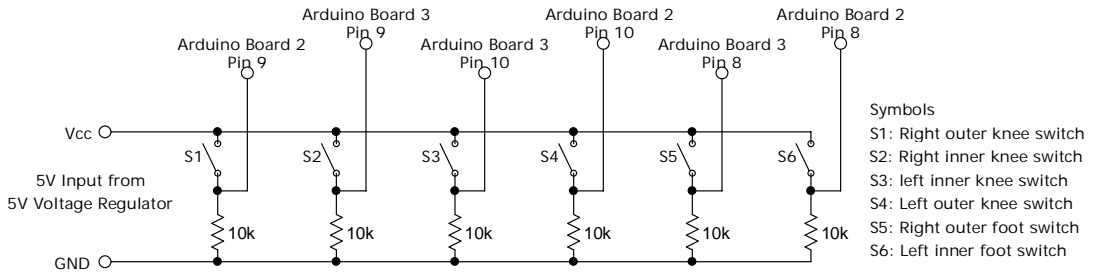 Arduino Board 3
Pin 9
Arduino Board 2
Pin 10
Arduino Board 2
Pin 8
Arduino Board 2
Pin 9
Arduino Board 3
Pin 10
Arduino Board 3
Pin 8
Vcc
5V Input from
5V Voltage Regulator
GND
S1
S2
S3
S4
S5
S6
10k
10k
10k
10k
10k
10k
Symbols
S1: Right outer knee switch
S2: Right inner knee switch
S3: left inner knee switch
S4: Left outer knee switch
S5: Right outer foot switch
S6: Left inner foot switch